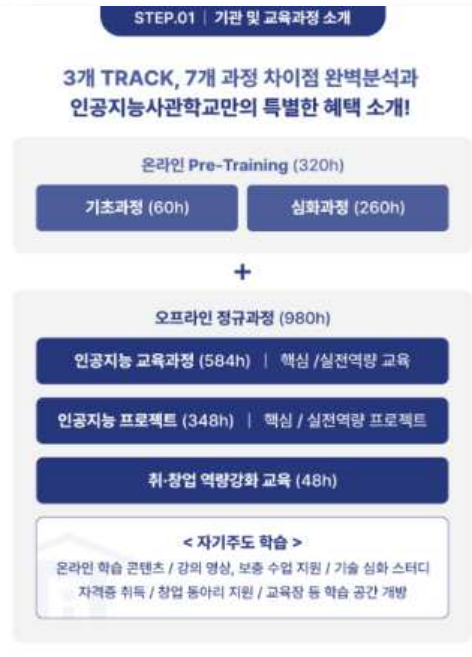 STEP.01 | 기관 및 교육과정 소개
3개 TRACK, 7개 과정 차이점 완벽분석과
인공지능사관학교만의 특별한 혜택 소개!
온라인 Pre-Training (320h)
기초과정 (60h)
심화과정 (260h)
+
오프라인 정규과정 (980h)
인공지능 교육과정 (584h) | 핵심 /실전역량 교육
인공지능 프로젝트 (348h) | 핵심 / 실전역량 프로젝트
취·창업 역량강화 교육 (48h)
< 자기주도 학습 >
온라인 학습 콘텐츠 / 강의 영상, 보충 수업 지원 / 기술 심화 스터디
자격증 취득 / 창업 동아리 지원 / 교육장 등 학습 공간 개방